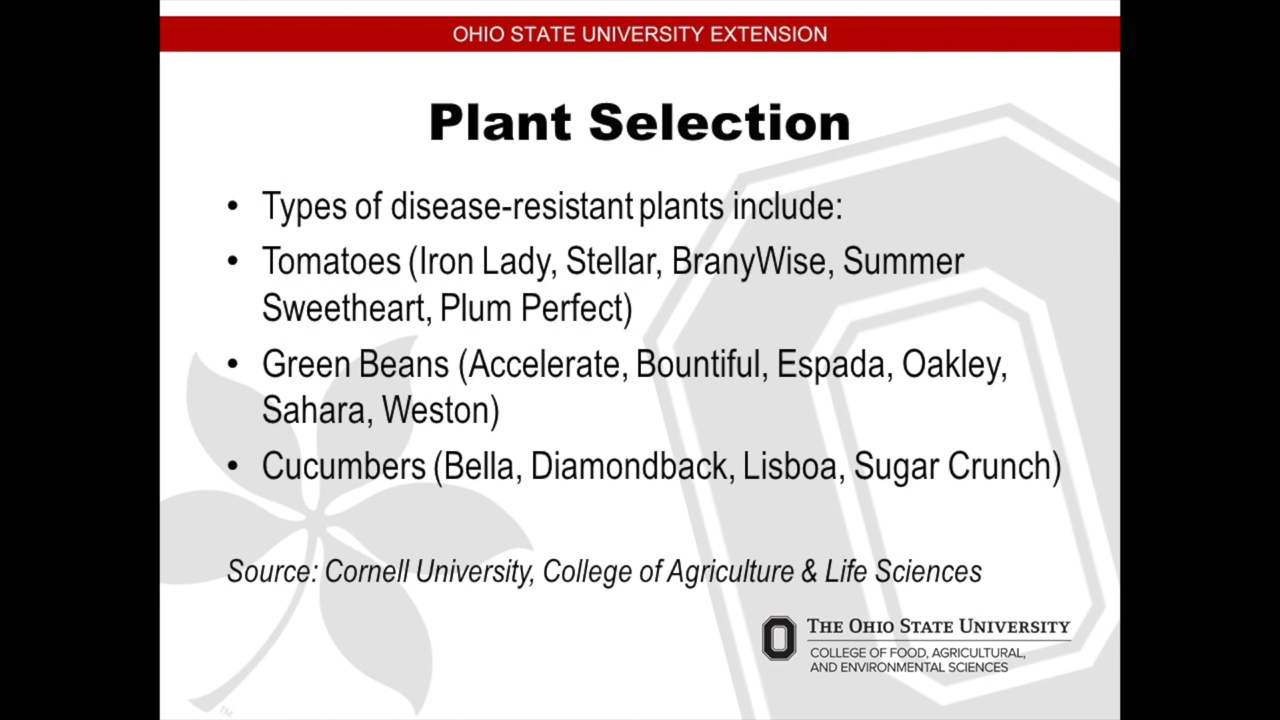 OHIO STATE UNIVERSITY EXTENSION
Plant Selection
• Types of disease-resistant plants include:
• Tomatoes (Iron Lady, Stellar, BranyWise, Summer
Sweetheart, Plum Perfect)
• Green Beans (Accelerate, Bountiful, Espada, Oakley,
Sahara, Weston)
• Cucumbers (Bella, Diamondback, Lisboa, Sugar Crunch)
Source: Cornell University, College of Agriculture & Life Sciences
THE OHIO STATE UNIVERSITY
COLLEGE OF FOOD, AGRICULTURAL,
AND ENVIRONMENTAL SCIENCES
TM